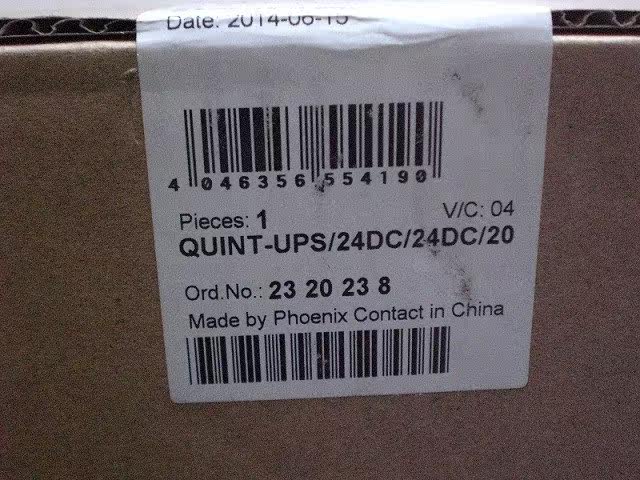 Date: 2014-06-15
4 046356 554190
Pieces: 1 V/C: 04
QUINT-UPS/24DC/24DC/20
Ord.No.: 23 20 23 8
Made by Phoenix Contact in China